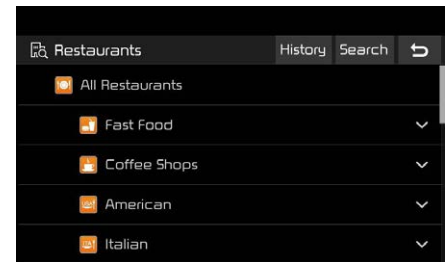 Restaurants History Search
All Restaurants
Fast Food
Coffee Shops
American
Italian